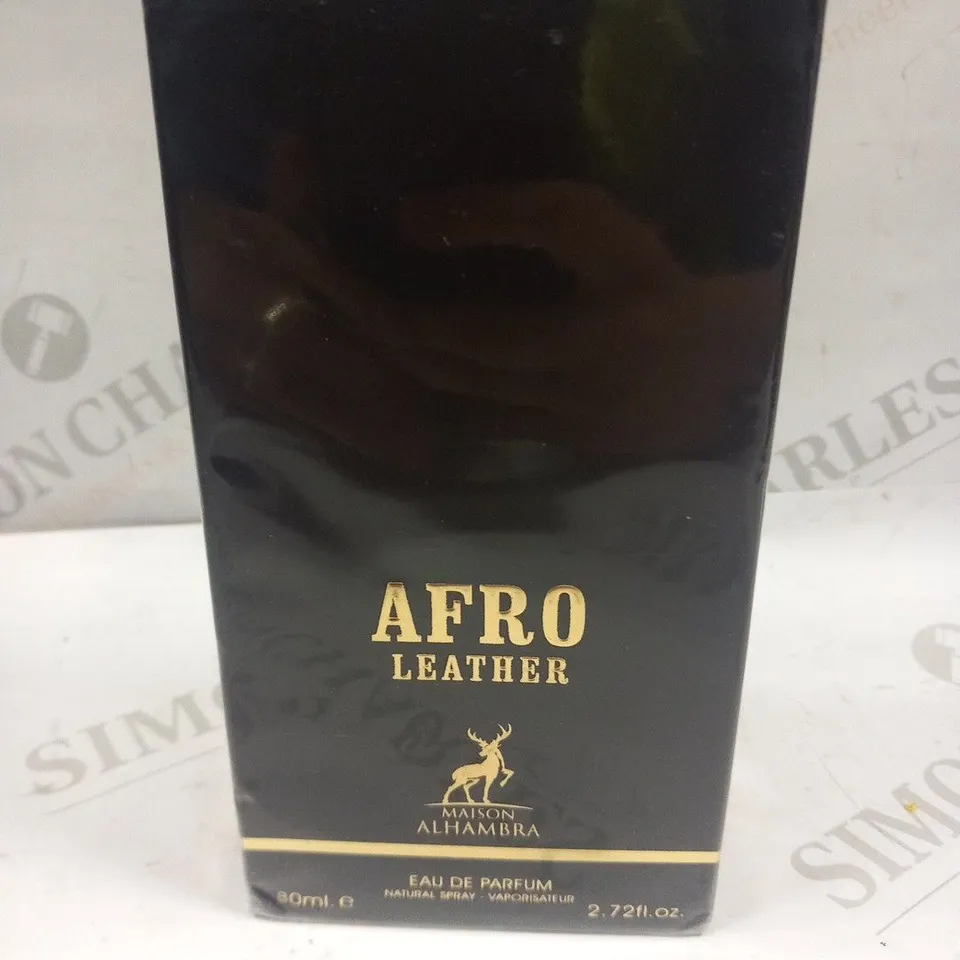 AFRO
LEATHER
MAISON
ALHAMBRA
EAU DE PARFUM
NATURAL SPRAY - VAPORISATEUR
80ml. e
2.72fl.oz.